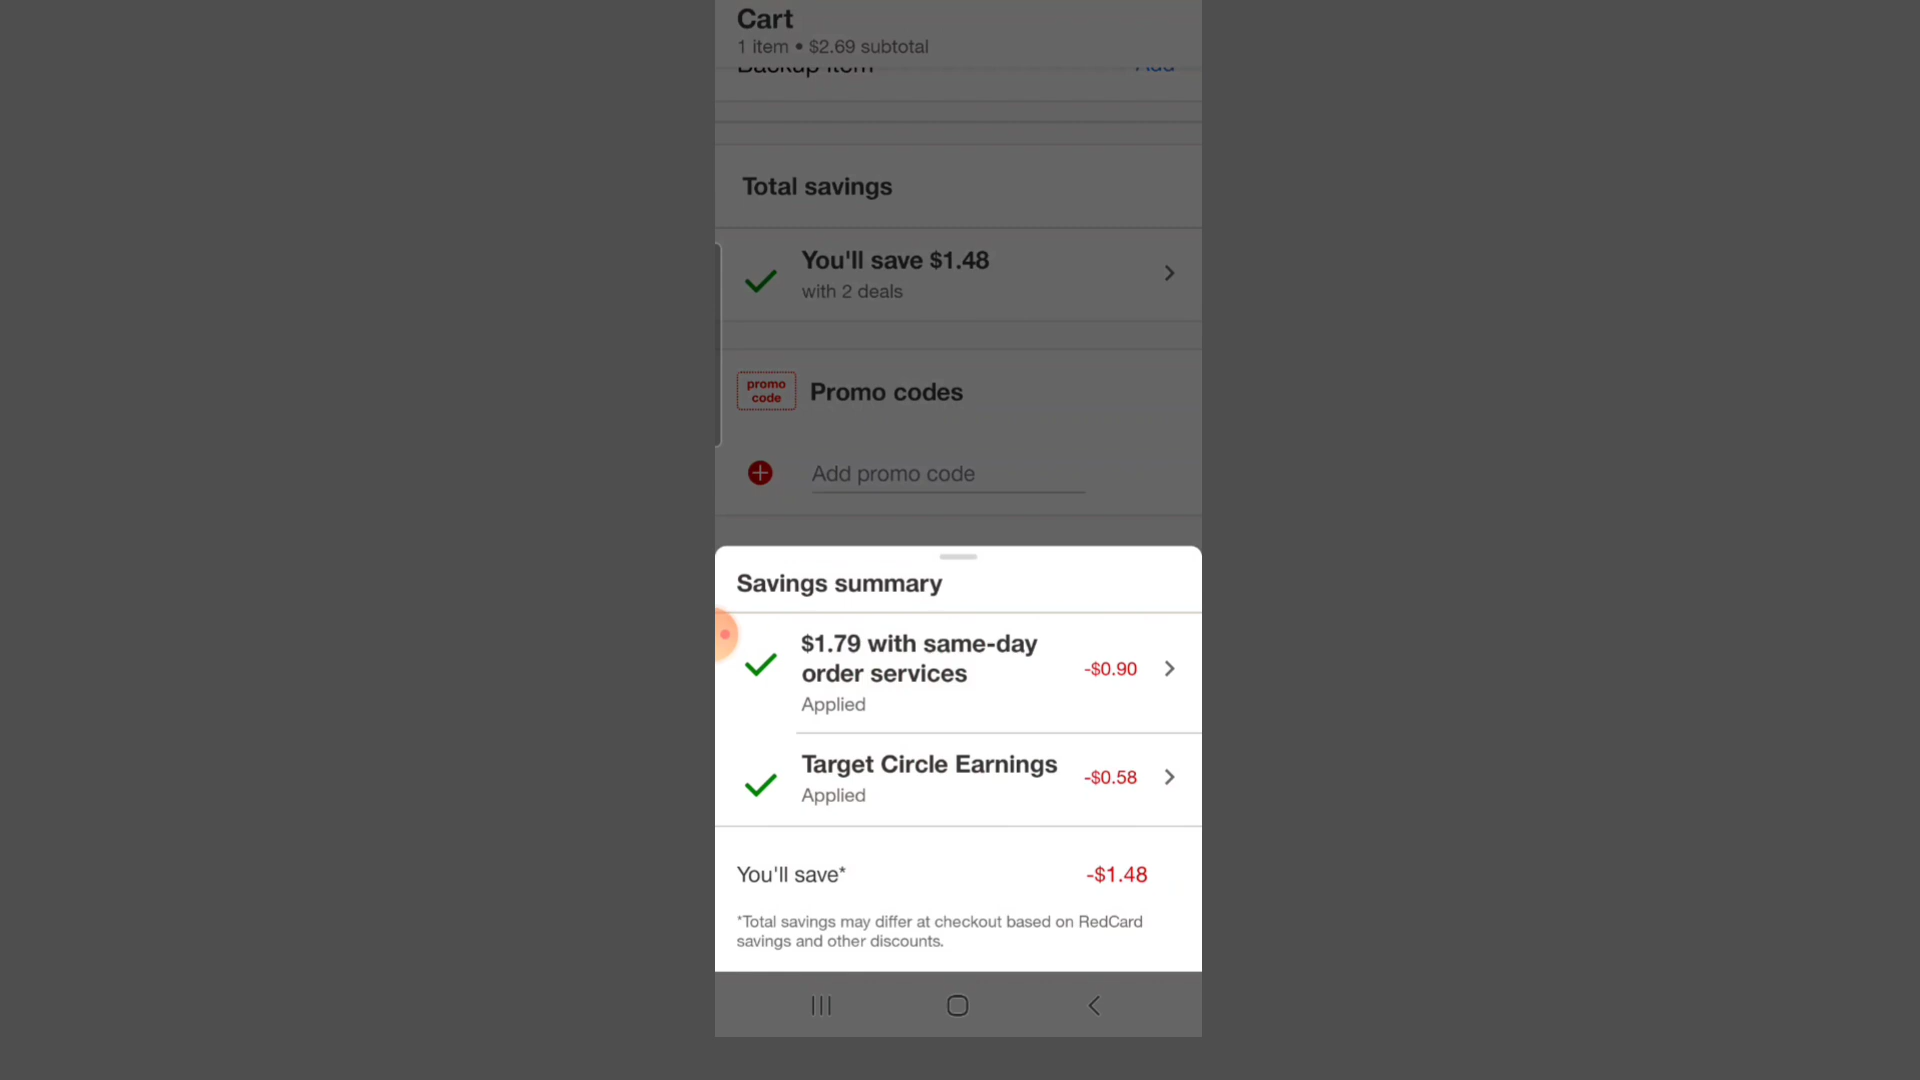 Cart
1 item • $2.69 subtotal
Backup item Add
Total savings
You'll save $1.48
with 2 deals
promo
code
Promo codes
Add promo code
Savings summary
$1.79 with same-day
order services
-$0.90
Applied
Target Circle Earnings
-$0.58
Applied
You'll save* -$1.48
*Total savings may differ at checkout based on RedCard
savings and other discounts.